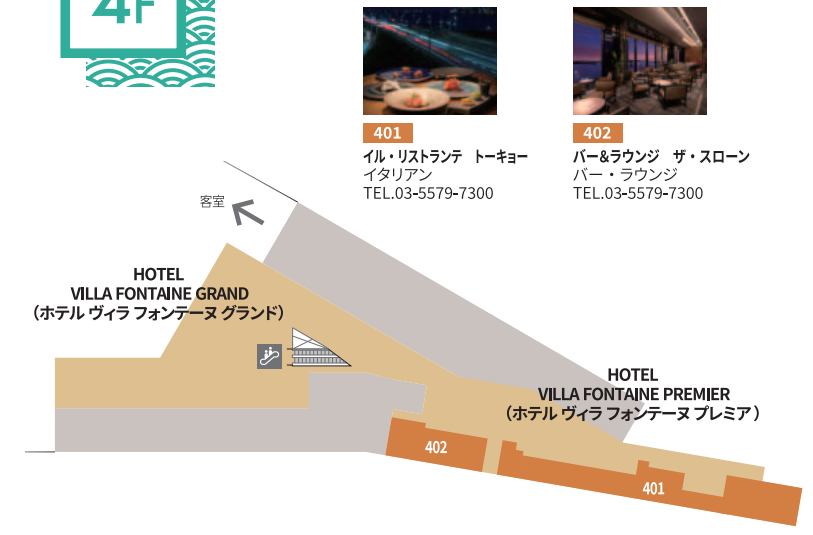 4F
401
イル・リストランテ　トーキョー
イタリアン
TEL.03-5579-7300
402
バー&ラウンジ　ザ・スローン
バー・ラウンジ
TEL.03-5579-7300
客室
HOTEL
VILLA FONTAINE GRAND
（ホテル ヴィラ フォンテーヌ グランド）
HOTEL
VILLA FONTAINE PREMIER
（ホテル ヴィラ フォンテーヌ プレミア）
402
401